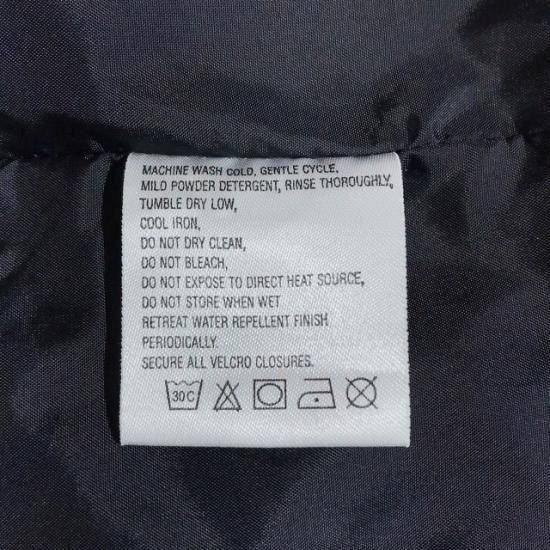 MACHINE WASH COLD, GENTLE CYCLE,
MILD POWDER DETERGENT, RINSE THOROUGHLY,
TUMBLE DRY LOW,
COOL IRON,
DO NOT DRY CLEAN,
DO NOT BLEACH,
DO NOT EXPOSE TO DIRECT HEAT SOURCE,
DO NOT STORE WHEN WET
RETREAT WATER REPELLENT FINISH
PERIODICALLY.
SECURE ALL VELCRO CLOSURES.
30C